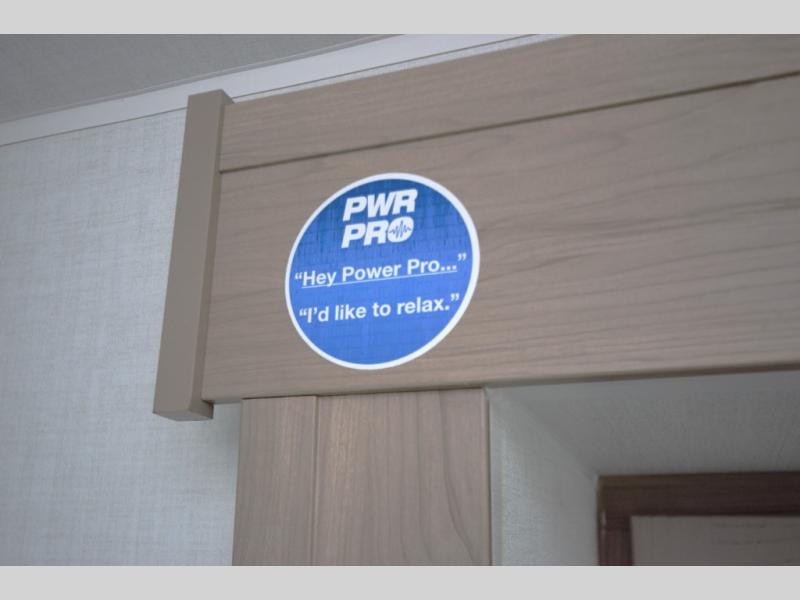 PWR
PRO
“Hey Power Pro...”
“I’d like to relax.”